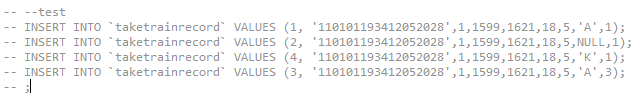 -- --test
-- INSERT INTO `taketrainrecord` VALUES (1, '110101193412052028',1,1599,1621,18,5,'A',1);
-- INSERT INTO `taketrainrecord` VALUES (2, '110101193412052028',1,1599,1621,18,5,NULL,1);
-- INSERT INTO `taketrainrecord` VALUES (4, '110101193412052028',1,1599,1621,18,5,'K',1);
-- INSERT INTO `taketrainrecord` VALUES (3, '110101193412052028',1,1599,1621,18,5,'A',3);
-- ;